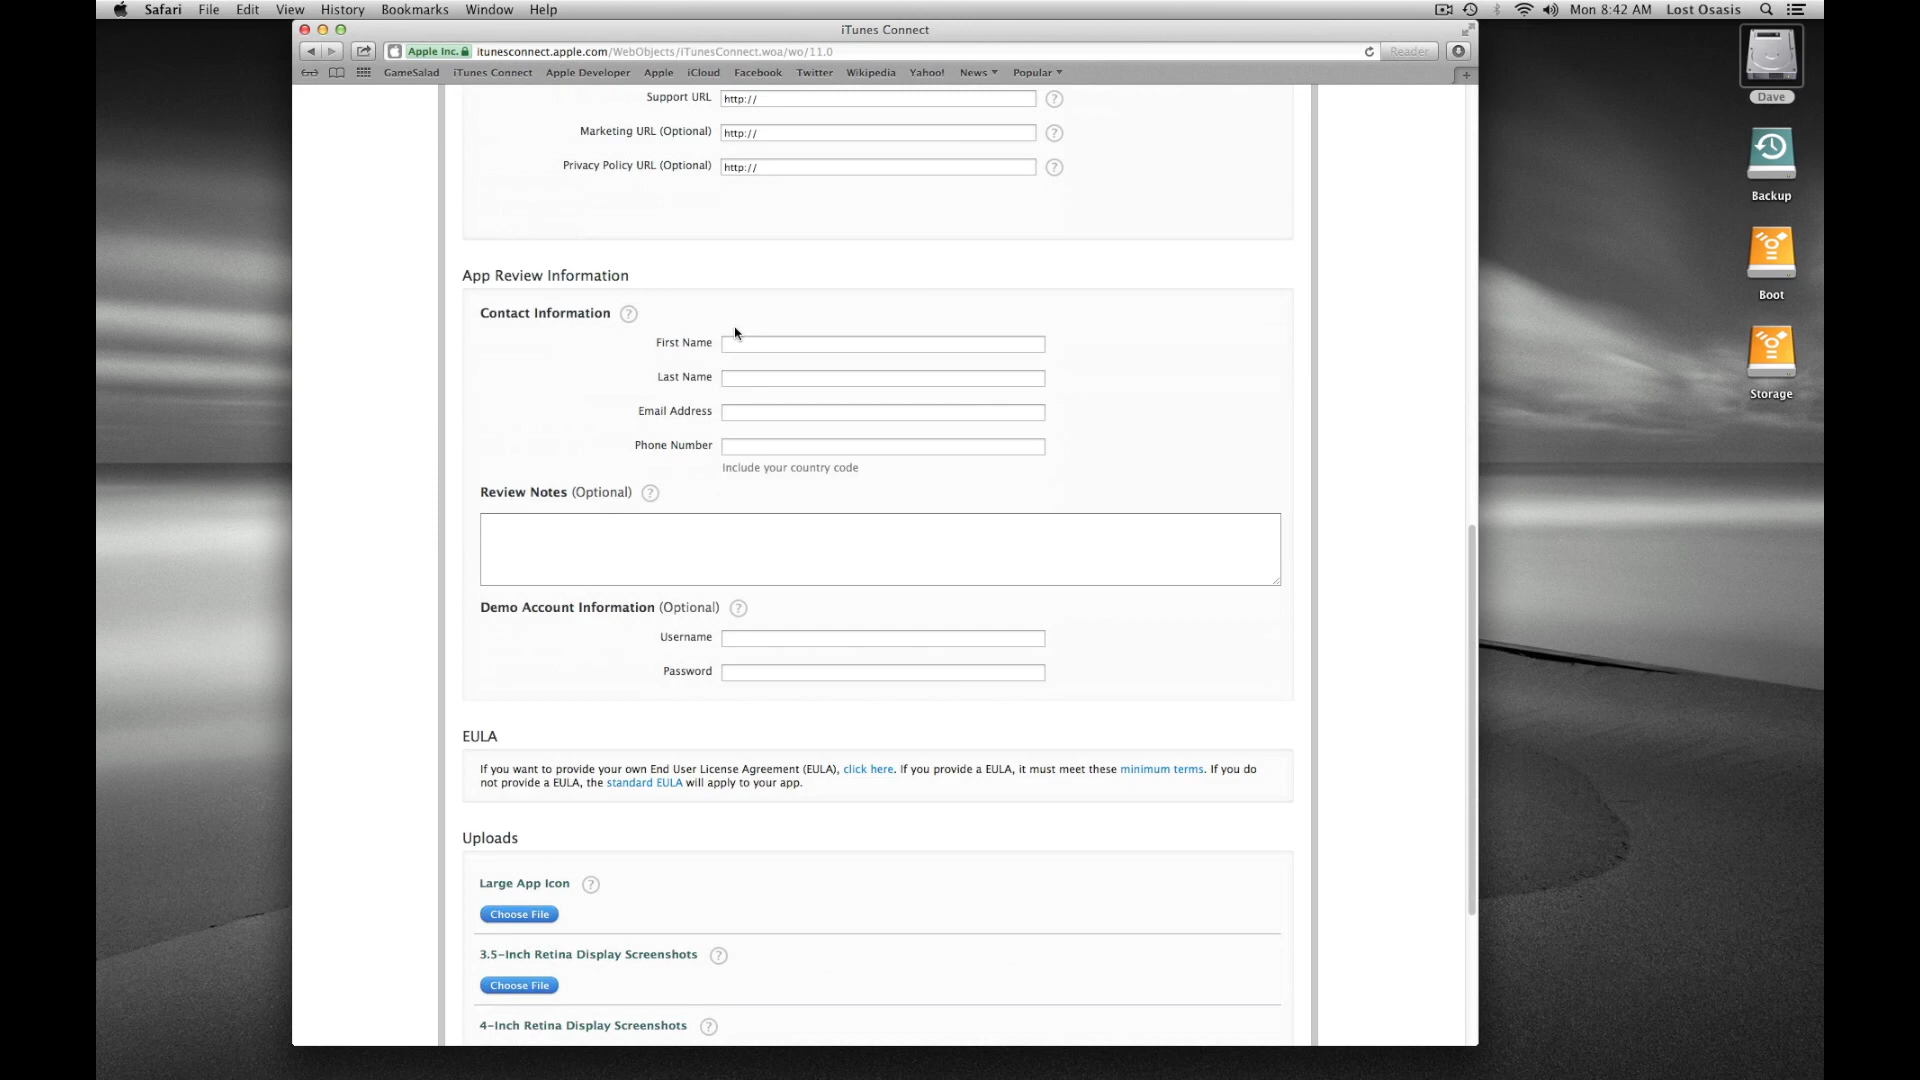 Safari File Edit View History Bookmarks Window Help Mon 8:42 AM Lost Osasis
iTunes Connect
Apple Inc. itunesconnect.apple.com/WebObjects/iTunesConnect.woa/wo/11.0 Reader
GameSalad iTunes Connect Apple Developer Apple iCloud Facebook Twitter Wikipedia Yahoo! News Popular
Dave
Backup
Boot
Storage
Support URL http:// ?
Marketing URL (Optional) http:// ?
Privacy Policy URL (Optional) http:// ?
App Review Information
Contact Information ?
First Name
Last Name
Email Address
Phone Number
Include your country code
Review Notes (Optional) ?
Demo Account Information (Optional) ?
Username
Password
EULA
If you want to provide your own End User License Agreement (EULA), click here. If you provide a EULA, it must meet these minimum terms. If you do
not provide a EULA, the standard EULA will apply to your app.
Uploads
Large App Icon ?
Choose File
3.5-Inch Retina Display Screenshots ?
Choose File
4-Inch Retina Display Screenshots ?